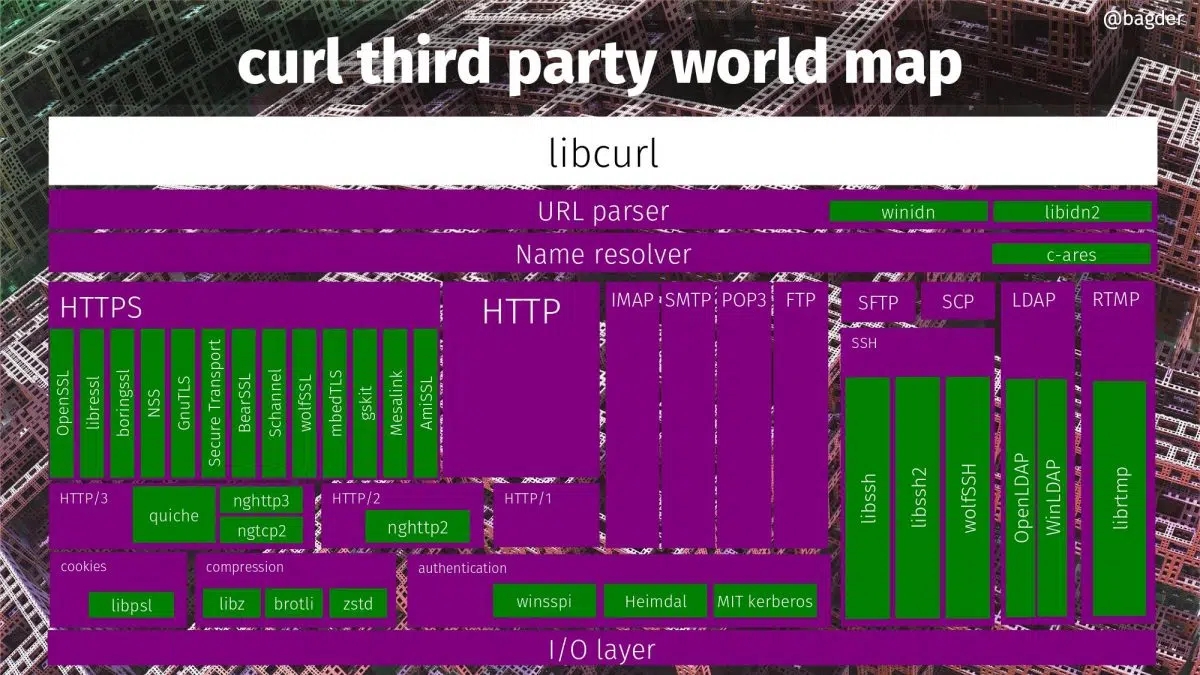 @bagder
curl third party world map
libcurl
URL parser
winidn
libidn2
Name resolver
c-ares
HTTPS
OpenSSL
libressl
boringssl
NSS
GnuTLS
Secure Transport
BearSSL
Schannel
wolfSSL
mbedTLS
gskit
Mesalink
AmiSSL
HTTP
IMAP
SMTP
POP3
FTP
SFTP
SCP
SSH
libssh
libssh2
wolfSSH
LDAP
OpenLDAP
WinLDAP
RTMP
librtmp
HTTP/3
quiche
nghttp3
ngtcp2
HTTP/2
nghttp2
HTTP/1
cookies
libpsl
compression
libz
brotli
zstd
authentication
winsspi
Heimdal
MIT kerberos
I/O layer